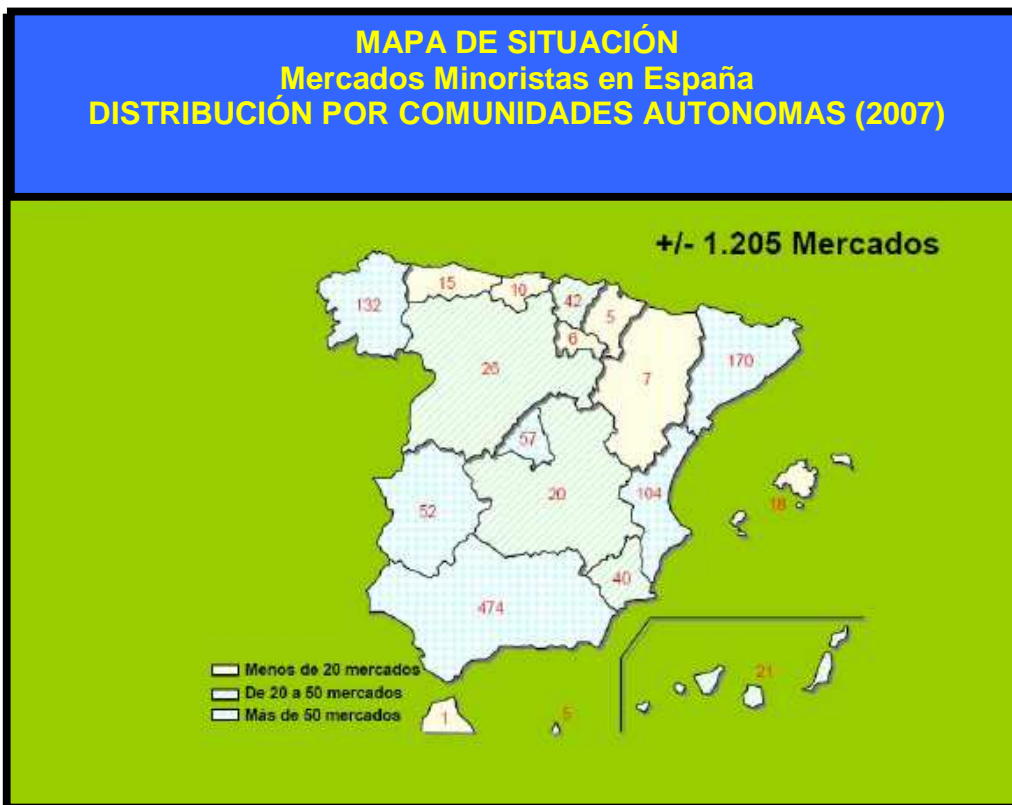 MAPA DE SITUACIÓN
Mercados Minoristas en España
DISTRIBUCIÓN POR COMUNIDADES AUTONOMAS (2007)
+/- 1.205 Mercados
132
15
10
42
5
6
26
7
170
57
20
104
18
52
40
474
21
Menos de 20 mercados
De 20 a 50 mercados
Más de 50 mercados
1
5